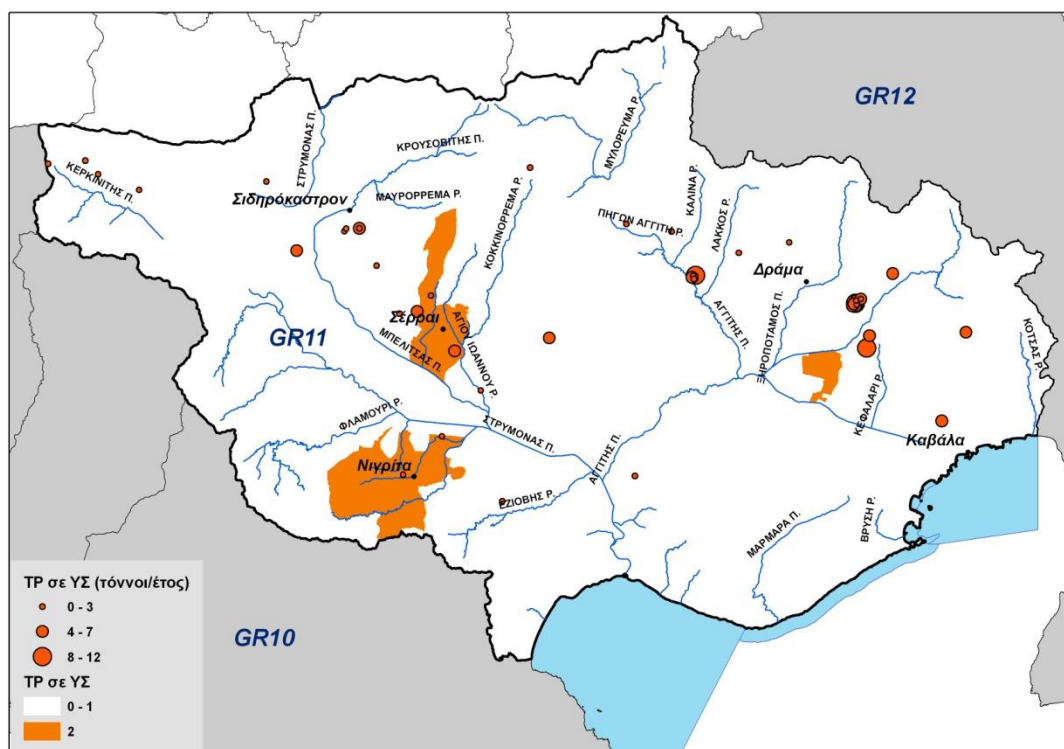 GR12
ΣΤΡΥΜΟΝΑΣ Π.
ΚΡΟΥΣΟΒΙΤΗΣ Π.
ΜΥΛΟΡΕΥΜΑ Ρ.
ΚΕΡΚΙΝΙΤΗΣ Π.
Σιδηρόκαστρον
ΜΑΥΡΟΡΡΕΜΑ Ρ.
ΚΟΚΚΙΝΟΡΡΕΜΑ Ρ.
ΠΗΓΩΝ ΑΓΓΙΤΗ Ρ.
ΚΑΛΙΝΑ Ρ.
ΛΑΚΚΟΣ Ρ.
Δράμα
GR11
Σέρραι
ΜΠΕΛΙΤΣΑΣ Π.
ΑΓΙΟΥ ΙΩΑΝΝΟΥ Ρ.
ΑΓΓΙΤΗΣ Π.
ΞΗΡΟΠΟΤΑΜΟΣ Π.
ΚΟΤΣΑΣ Ρ.
ΦΛΑΜΟΥΡΙ Ρ.
ΣΤΡΥΜΟΝΑΣ Π.
ΚΕΦΑΛΑΡΙ Ρ.
Καβάλα
Νιγρίτα
ΑΓΓΙΤΗΣ Π.
ΕΖΙΟΒΗΣ Ρ.
ΜΑΡΜΑΡΑ Π.
ΒΡΥΣΗ Ρ.
GR10
TP σε ΥΣ (τόννοι/έτος)
0 - 3
4 - 7
8 - 12
TP σε ΥΣ
0 - 1
2